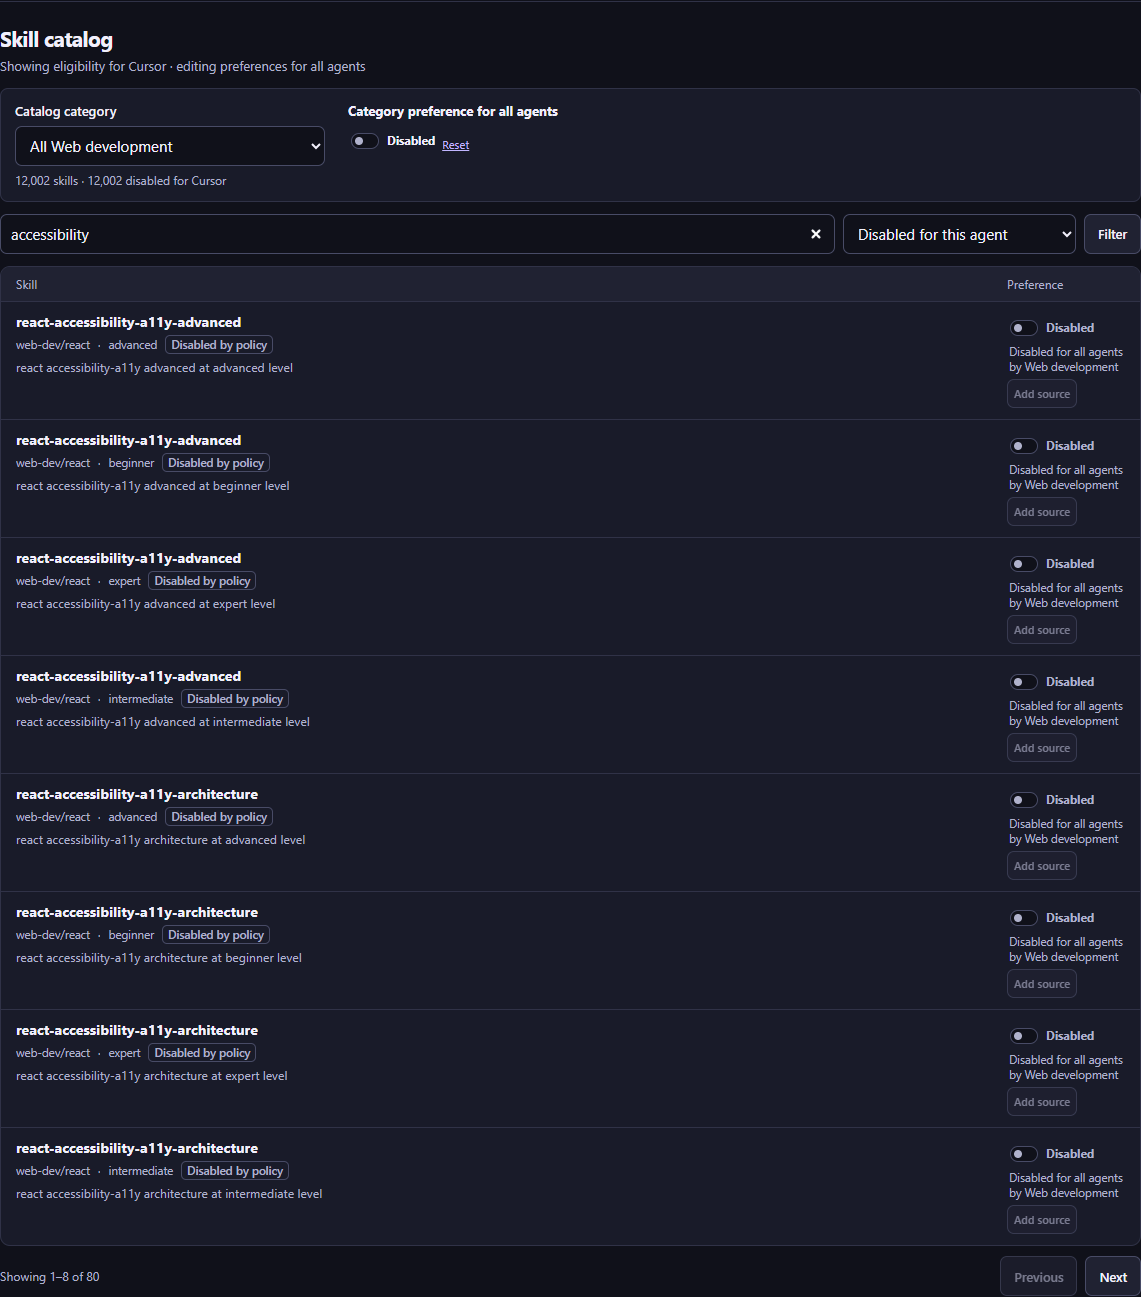 Skill catalog
Showing eligibility for Cursor · editing preferences for all agents
Catalog category
All Web development
12,002 skills · 12,002 disabled for Cursor
Category preference for all agents
Disabled Reset
accessibility
Disabled for this agent
Filter
Skill
Preference
react-accessibility-a11y-advanced
web-dev/react · advanced Disabled by policy
react accessibility-a11y advanced at advanced level
Disabled
Disabled for all agents
by Web development
Add source
react-accessibility-a11y-advanced
web-dev/react · beginner Disabled by policy
react accessibility-a11y advanced at beginner level
Disabled
Disabled for all agents
by Web development
Add source
react-accessibility-a11y-advanced
web-dev/react · expert Disabled by policy
react accessibility-a11y advanced at expert level
Disabled
Disabled for all agents
by Web development
Add source
react-accessibility-a11y-advanced
web-dev/react · intermediate Disabled by policy
react accessibility-a11y advanced at intermediate level
Disabled
Disabled for all agents
by Web development
Add source
react-accessibility-a11y-architecture
web-dev/react · advanced Disabled by policy
react accessibility-a11y architecture at advanced level
Disabled
Disabled for all agents
by Web development
Add source
react-accessibility-a11y-architecture
web-dev/react · beginner Disabled by policy
react accessibility-a11y architecture at beginner level
Disabled
Disabled for all agents
by Web development
Add source
react-accessibility-a11y-architecture
web-dev/react · expert Disabled by policy
react accessibility-a11y architecture at expert level
Disabled
Disabled for all agents
by Web development
Add source
react-accessibility-a11y-architecture
web-dev/react · intermediate Disabled by policy
react accessibility-a11y architecture at intermediate level
Disabled
Disabled for all agents
by Web development
Add source
Showing 1–8 of 80
Previous
Next